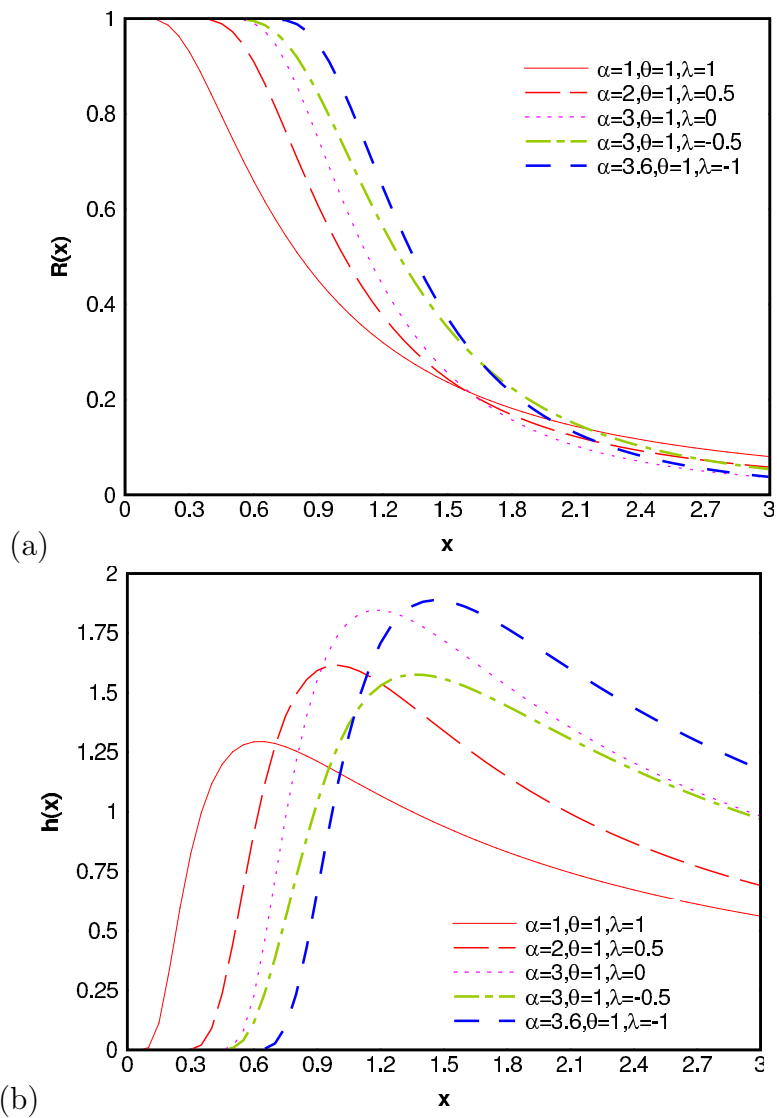 1
0.8
0.6
0.4
0.2
0
R(x)
α=1,θ=1,λ=1
α=2,θ=1,λ=0.5
α=3,θ=1,λ=0
α=3,θ=1,λ=-0.5
α=3.6,θ=1,λ=-1
0 0.3 0.6 0.9 1.2 1.5 1.8 2.1 2.4 2.7 3
x
(a)
2
1.75
1.5
1.25
1
0.75
0.5
0.25
0
h(x)
α=1,θ=1,λ=1
α=2,θ=1,λ=0.5
α=3,θ=1,λ=0
α=3,θ=1,λ=-0.5
α=3.6,θ=1,λ=-1
0 0.3 0.6 0.9 1.2 1.5 1.8 2.1 2.4 2.7 3
x
(b)